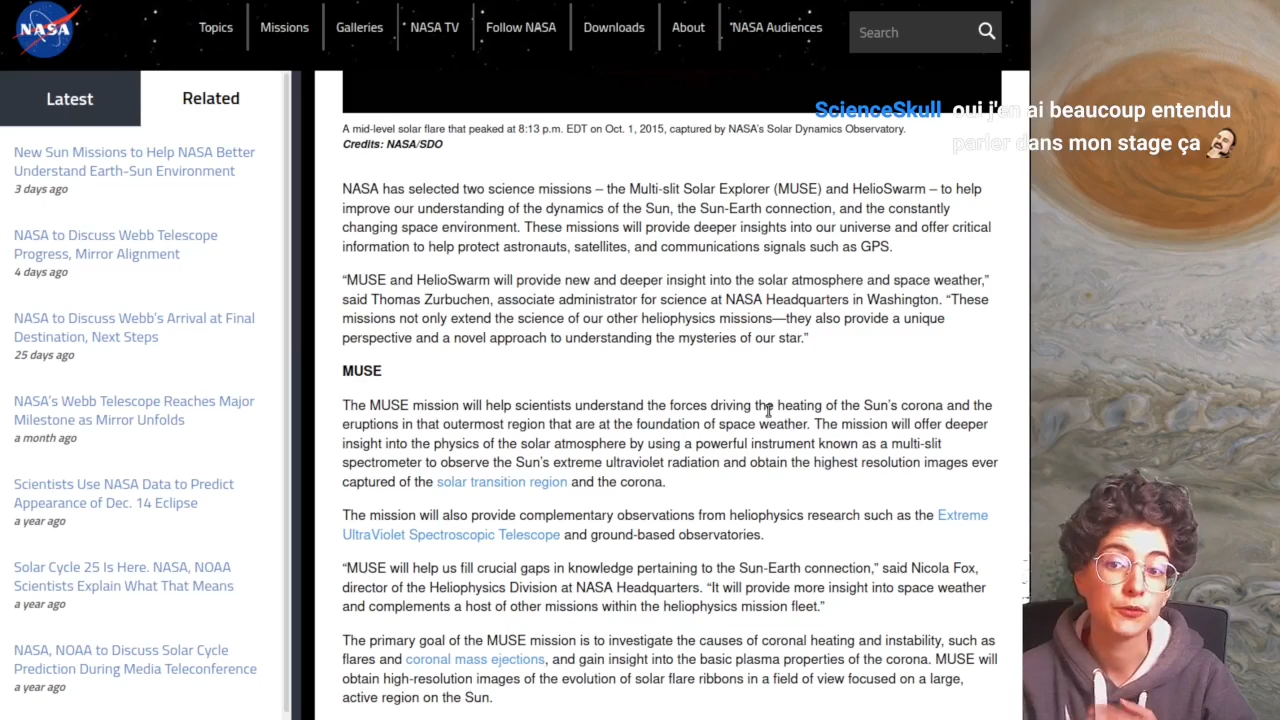 NASA
Topics
Missions
Galleries
NASA TV
Follow NASA
Downloads
About
NASA Audiences
Search
Latest
Related
New Sun Missions to Help NASA Better
Understand Earth-Sun Environment
3 days ago
NASA to Discuss Webb Telescope
Progress, Mirror Alignment
4 days ago
NASA to Discuss Webb's Arrival at Final
Destination, Next Steps
25 days ago
NASA's Webb Telescope Reaches Major
Milestone as Mirror Unfolds
a month ago
Scientists Use NASA Data to Predict
Appearance of Dec. 14 Eclipse
a year ago
Solar Cycle 25 Is Here. NASA, NOAA
Scientists Explain What That Means
a year ago
NASA, NOAA to Discuss Solar Cycle
Prediction During Media Teleconference
a year ago
ScienceSkull oui j'en ai beaucoup entendu
parler dans mon stage ça
A mid-level solar flare that peaked at 8:13 p.m. EDT on Oct. 1, 2015, captured by NASA's Solar Dynamics Observatory.
Credits: NASA/SDO
NASA has selected two science missions – the Multi-slit Solar Explorer (MUSE) and HelioSwarm – to help
improve our understanding of the dynamics of the Sun, the Sun-Earth connection, and the constantly
changing space environment. These missions will provide deeper insights into our universe and offer critical
information to help protect astronauts, satellites, and communications signals such as GPS.
“MUSE and HelioSwarm will provide new and deeper insight into the solar atmosphere and space weather,”
said Thomas Zurbuchen, associate administrator for science at NASA Headquarters in Washington. “These
missions not only extend the science of our other heliophysics missions—they also provide a unique
perspective and a novel approach to understanding the mysteries of our star.”
MUSE
The MUSE mission will help scientists understand the forces driving the heating of the Sun's corona and the
eruptions in that outermost region that are at the foundation of space weather. The mission will offer deeper
insight into the physics of the solar atmosphere by using a powerful instrument known as a multi-slit
spectrometer to observe the Sun's extreme ultraviolet radiation and obtain the highest resolution images ever
captured of the solar transition region and the corona.
The mission will also provide complementary observations from heliophysics research such as the Extreme
UltraViolet Spectroscopic Telescope and ground-based observatories.
“MUSE will help us fill crucial gaps in knowledge pertaining to the Sun-Earth connection,” said Nicola Fox,
director of the Heliophysics Division at NASA Headquarters. “It will provide more insight into space weather
and complements a host of other missions within the heliophysics mission fleet.”
The primary goal of the MUSE mission is to investigate the causes of coronal heating and instability, such as
flares and coronal mass ejections, and gain insight into the basic plasma properties of the corona. MUSE will
obtain high-resolution images of the evolution of solar flare ribbons in a field of view focused on a large,
active region on the Sun.